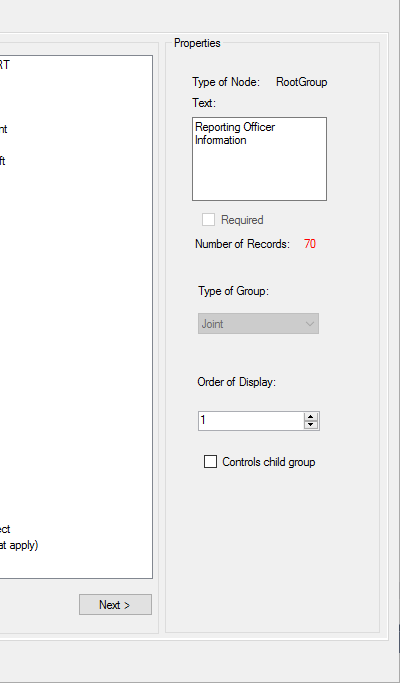 RT
nt
ft
ect
at apply)
Next >
Properties
Type of Node: RootGroup
Text:
Reporting Officer
Information
Required
Number of Records: 70
Type of Group:
Joint
Order of Display:
1
Controls child group